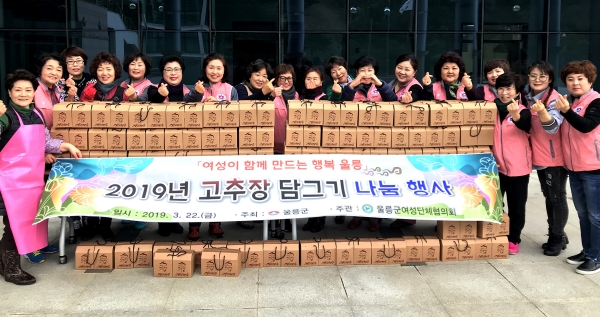 「여성이 함께 만드는 행복 울릉」
2019년 고추장 담그기 나눔 행사
· 일시 : 2019. 3. 22.(금) · 주최 : 울릉군 · 주관 : 울릉군여성단체협의회